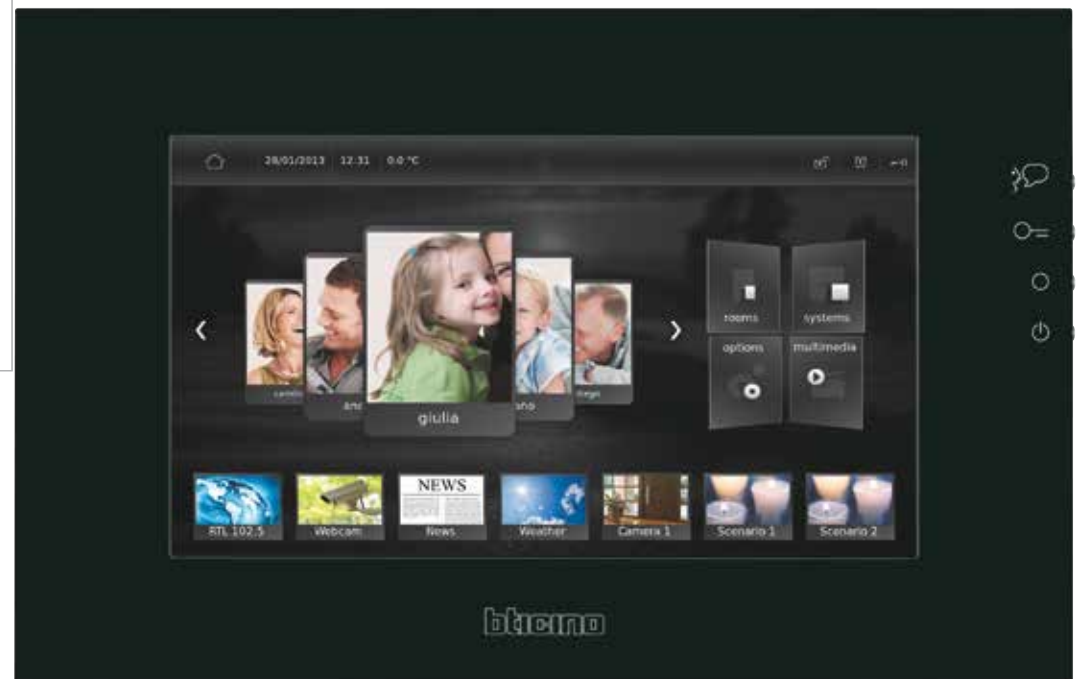 28/01/2013 12.31 0.0 °C
rooms
systems
options
multimedia
giulia
NEWS
RTL 102.5
Webcam
News
Weather
Camera 1
Scenario 1
Scenario 2
bticino